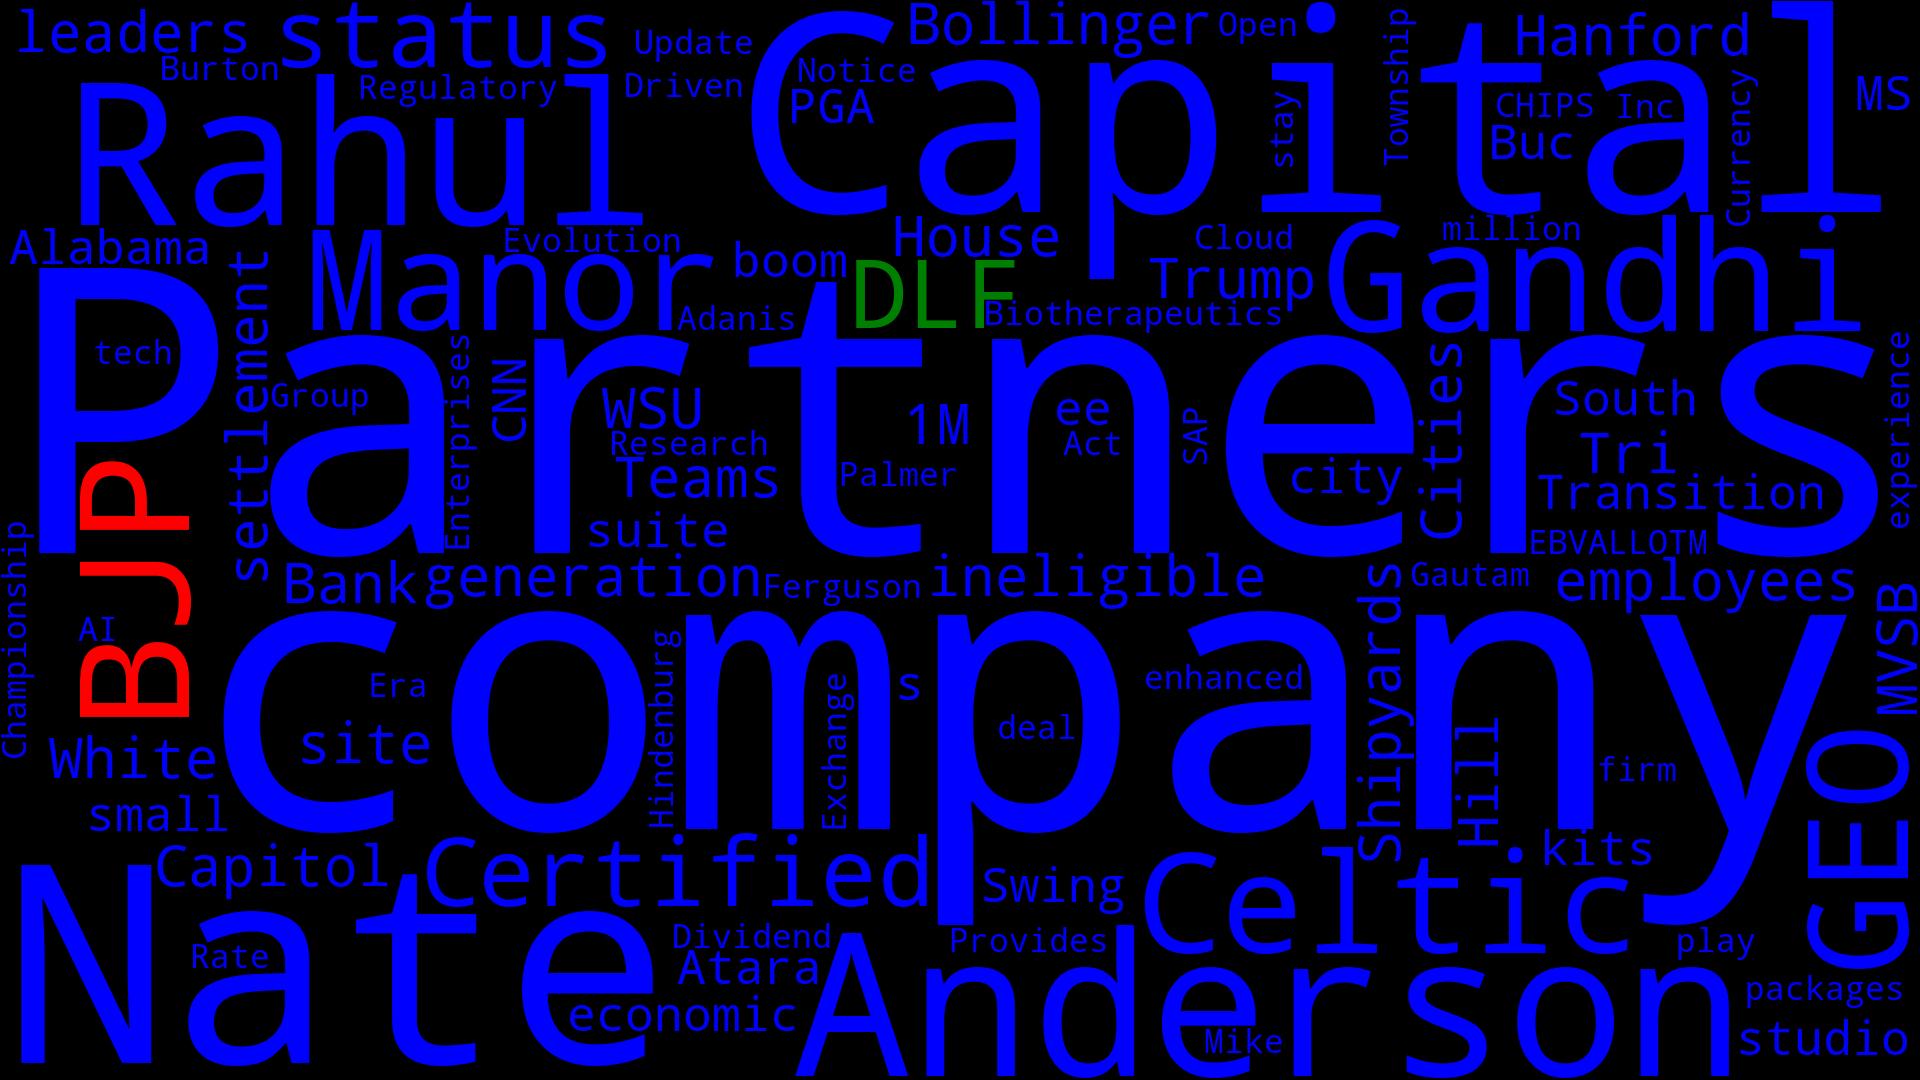 leaders
status
Update
Bollinger
Open
Hanford
Burton
Regulatory
Driven
Notice
PGA
Capital
stay
Township
CHIPS
Inc
Buc
Currency
MS
Rahul
Alabama
Evolution
Manor
boom
House
DLF
Cloud
Trump
million
Gandhi
Adanis
Biotherapeutics
tech
settlement
Group
Enterprises
CNN
WSU
Research
Teams
suite
1M
Palmer
ee
Act
SAP
city
Cities
South
Tri
Transition
EBVALLOTM
experience
Partners
BJP
AI
Championship
Bank
generation
Ferguson
ineligible
Gautam
employees
Shipyards
MVSB
Era
site
Hindenburg
Exchange
s
deal
enhanced
Hill
firm
company
White
small
GEO
Capitol
Certified
Swing
Celtic
kits
Nate
Rate
Dividend
Atara
economic
Provides
Anderson
Mike
play
packages
studio